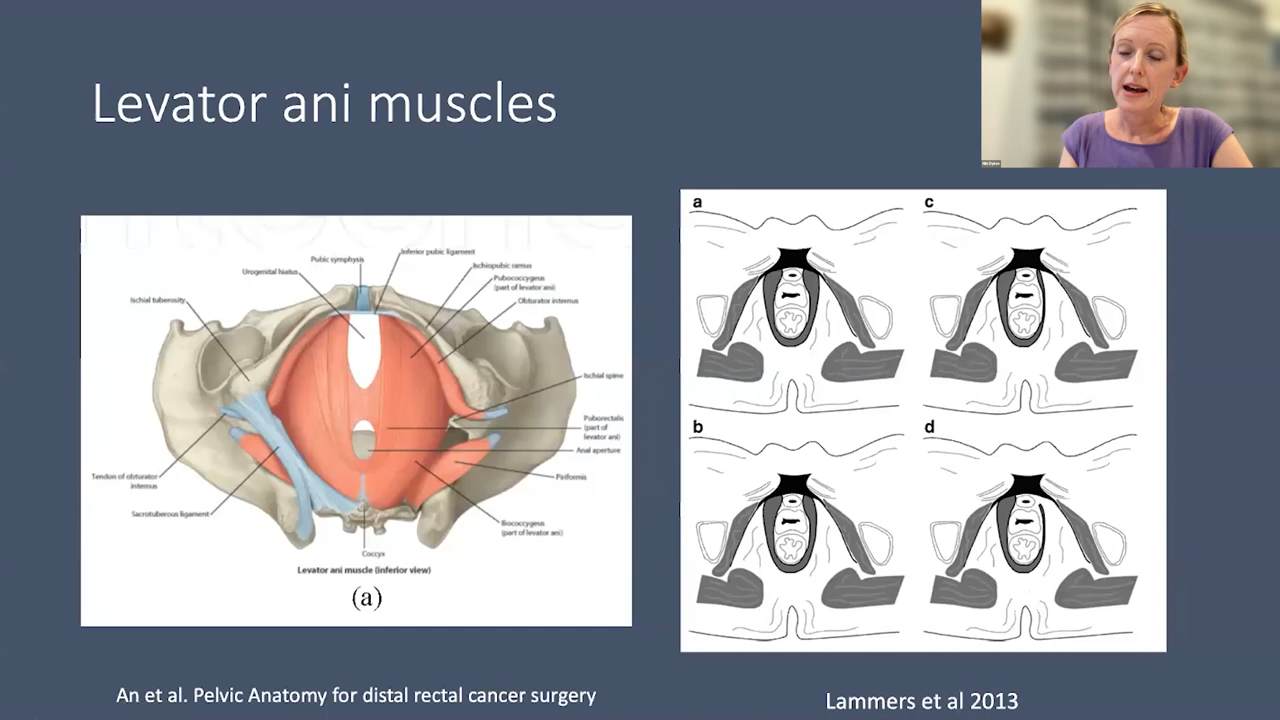 Levator ani muscles
Inferior pubic ligament
Pubic symphysis
Ischiopubic ramus
Urogenital hiatus
Pubococcygeus
(part of levator ani)
Ischial tuberosity
Obturator internus
Ischial spine
Puborectalis
(part of
levator ani)
Anal aperture
Tendon of obturator
internus
Piriformis
Sacrotuberous ligament
Iliococcygeus
(part of levator ani)
Coccyx
Levator ani muscle (inferior view)
(a)
An et al. Pelvic Anatomy for distal rectal cancer surgery
a
c
b
d
Lammers et al 2013